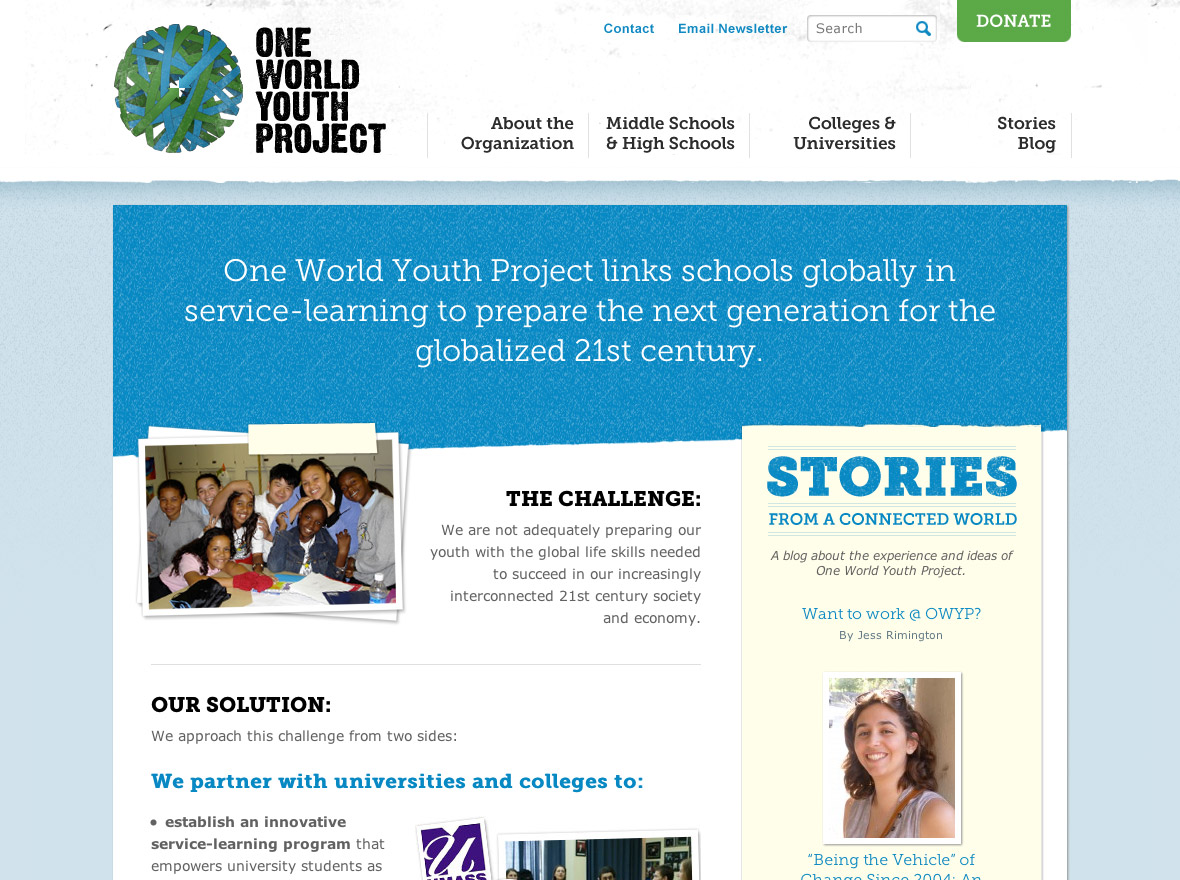 ONE
WORLD
YOUTH
PROJECT
Contact
Email Newsletter
Search
DONATE
About the
Organization
Middle Schools
& High Schools
Colleges &
Universities
Stories
Blog
One World Youth Project links schools globally in
service-learning to prepare the next generation for the
globalized 21st century.
THE CHALLENGE:
We are not adequately preparing our
youth with the global life skills needed
to succeed in our increasingly
interconnected 21st century society
and economy.
OUR SOLUTION:
We approach this challenge from two sides:
We partner with universities and colleges to:
• establish an innovative
service-learning program that
empowers university students as
STORIES
FROM A CONNECTED WORLD
A blog about the experience and ideas of
One World Youth Project.
Want to work @ OWYP?
By Jess Rimington
“Being the Vehicle” of
Change Since 2004: An